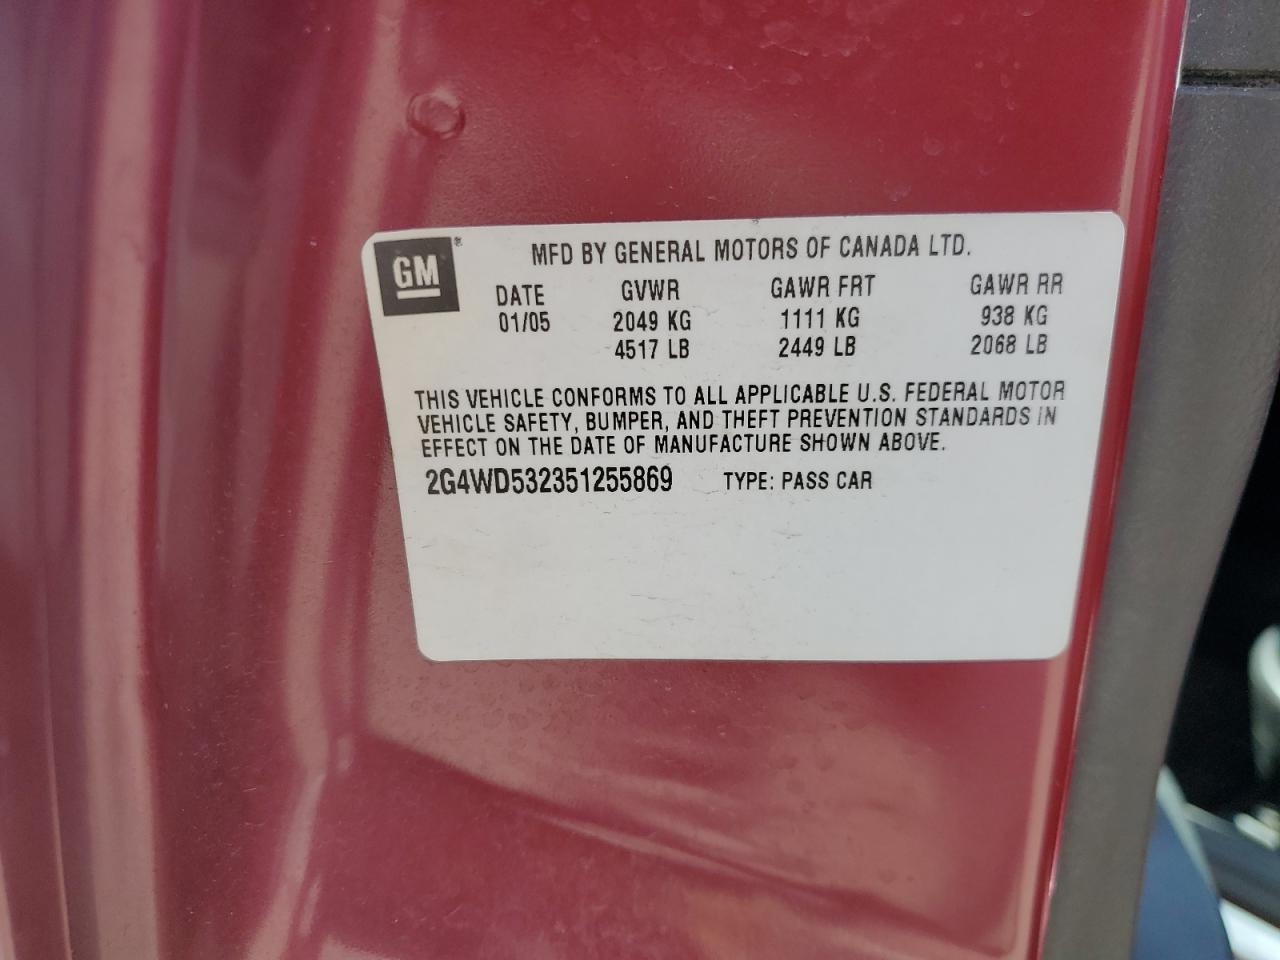 GM®
MFD BY GENERAL MOTORS OF CANADA LTD.
DATE GVWR GAWR FRT GAWR RR
01/05 2049 KG 1111 KG 938 KG
4517 LB 2449 LB 2068 LB
THIS VEHICLE CONFORMS TO ALL APPLICABLE U.S. FEDERAL MOTOR
VEHICLE SAFETY, BUMPER, AND THEFT PREVENTION STANDARDS IN
EFFECT ON THE DATE OF MANUFACTURE SHOWN ABOVE.
2G4WD532351255869 TYPE: PASS CAR